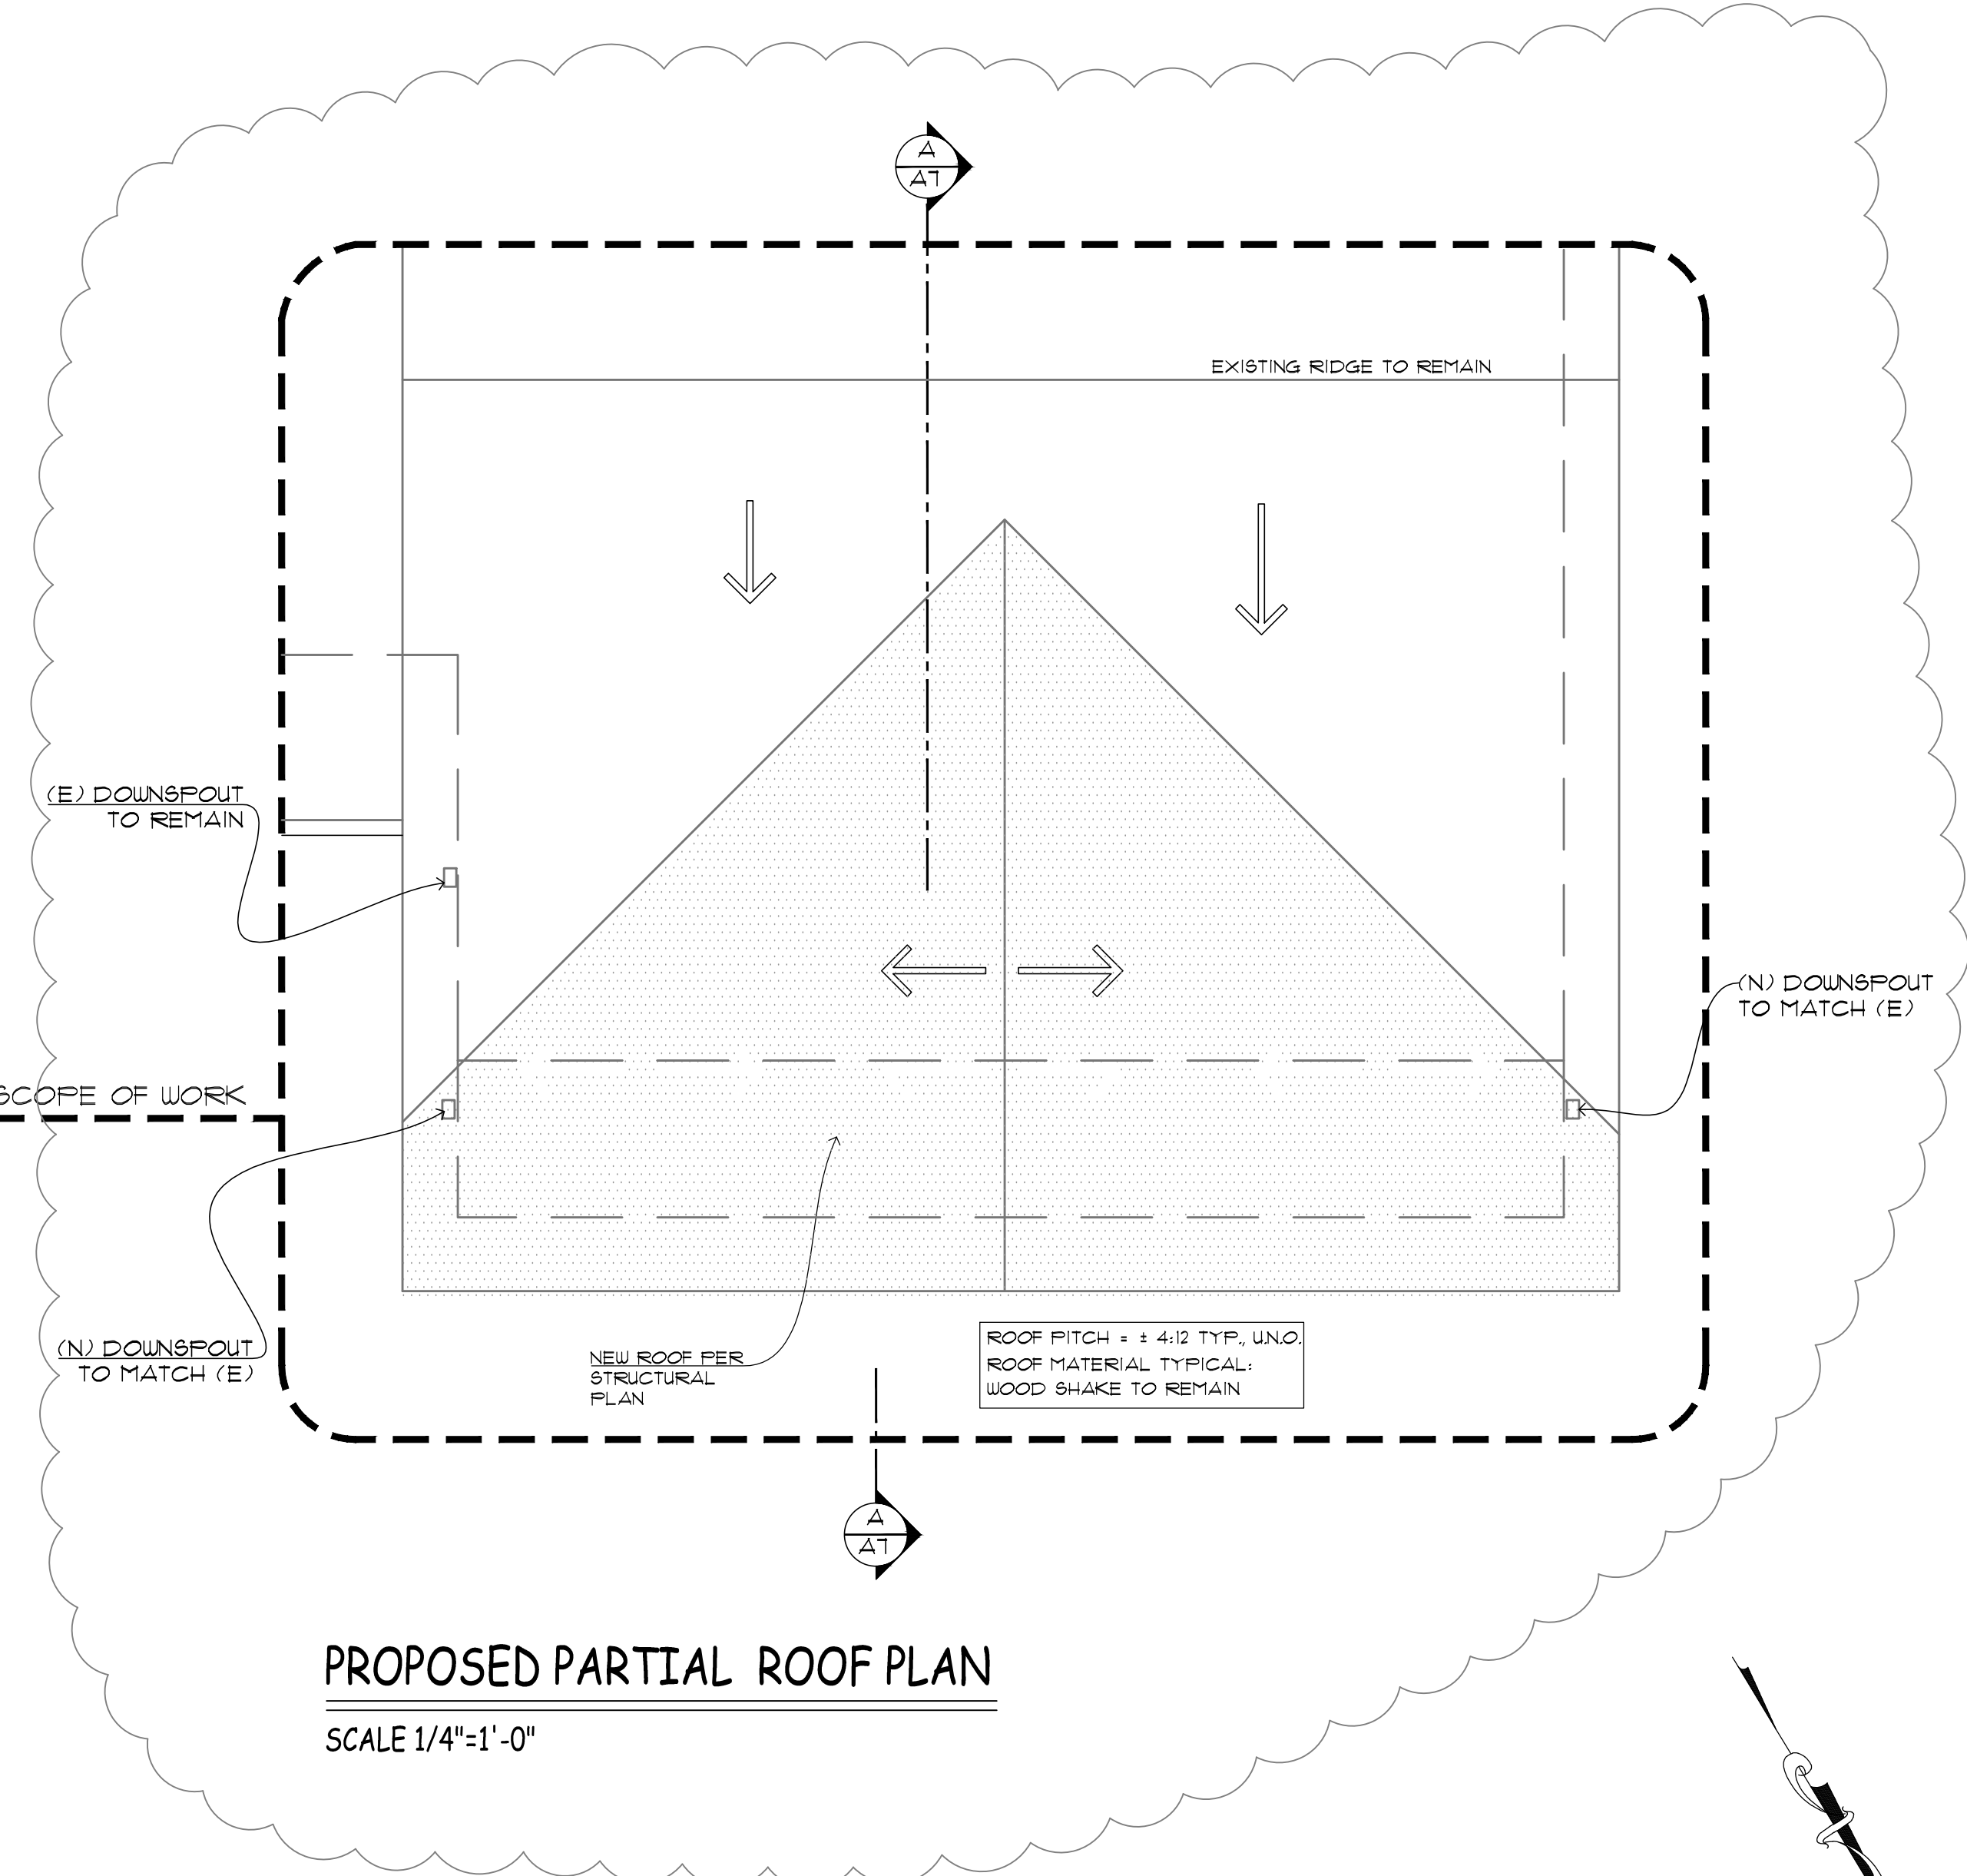 A
A7
EXISTING RIDGE TO REMAIN
(E) DOWNSPOUT
TO REMAIN
(N) DOWNSPOUT
TO MATCH (E)
SCOPE OF WORK
(N) DOWNSPOUT
TO MATCH (E)
NEW ROOF PER
STRUCTURAL
PLAN
ROOF PITCH = ± 4:12 TYP., U.N.O.
ROOF MATERIAL TYPICAL:
WOOD SHAKE TO REMAIN
A
A7
PROPOSED PARTIAL ROOF PLAN
SCALE 1/4"=1'-0"